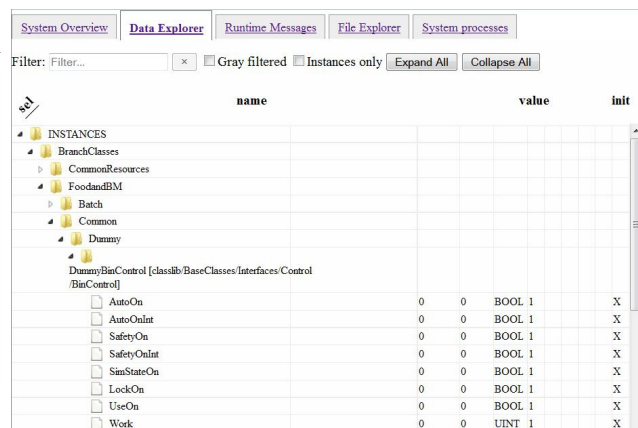 System Overview Data Explorer Runtime Messages File Explorer System processes
Filter: Filter... × Gray filtered Instances only Expand All Collapse All
sel name value init
INSTANCES
BranchClasses
CommonResources
FoodandBM
Batch
Common
Dummy
DummyBinControl [classlib/BaseClasses/Interfaces/Control
/BinControl]
AutoOn 0 0 BOOL 1 X
AutoOnInt 0 0 BOOL 1 X
SafetyOn 0 0 BOOL 1 X
SafetyOnInt 0 0 BOOL 1 X
SimStateOn 0 0 BOOL 1 X
LockOn 0 0 BOOL 1 X
UseOn 0 0 BOOL 1 X
Work 0 0 UINT 1 X